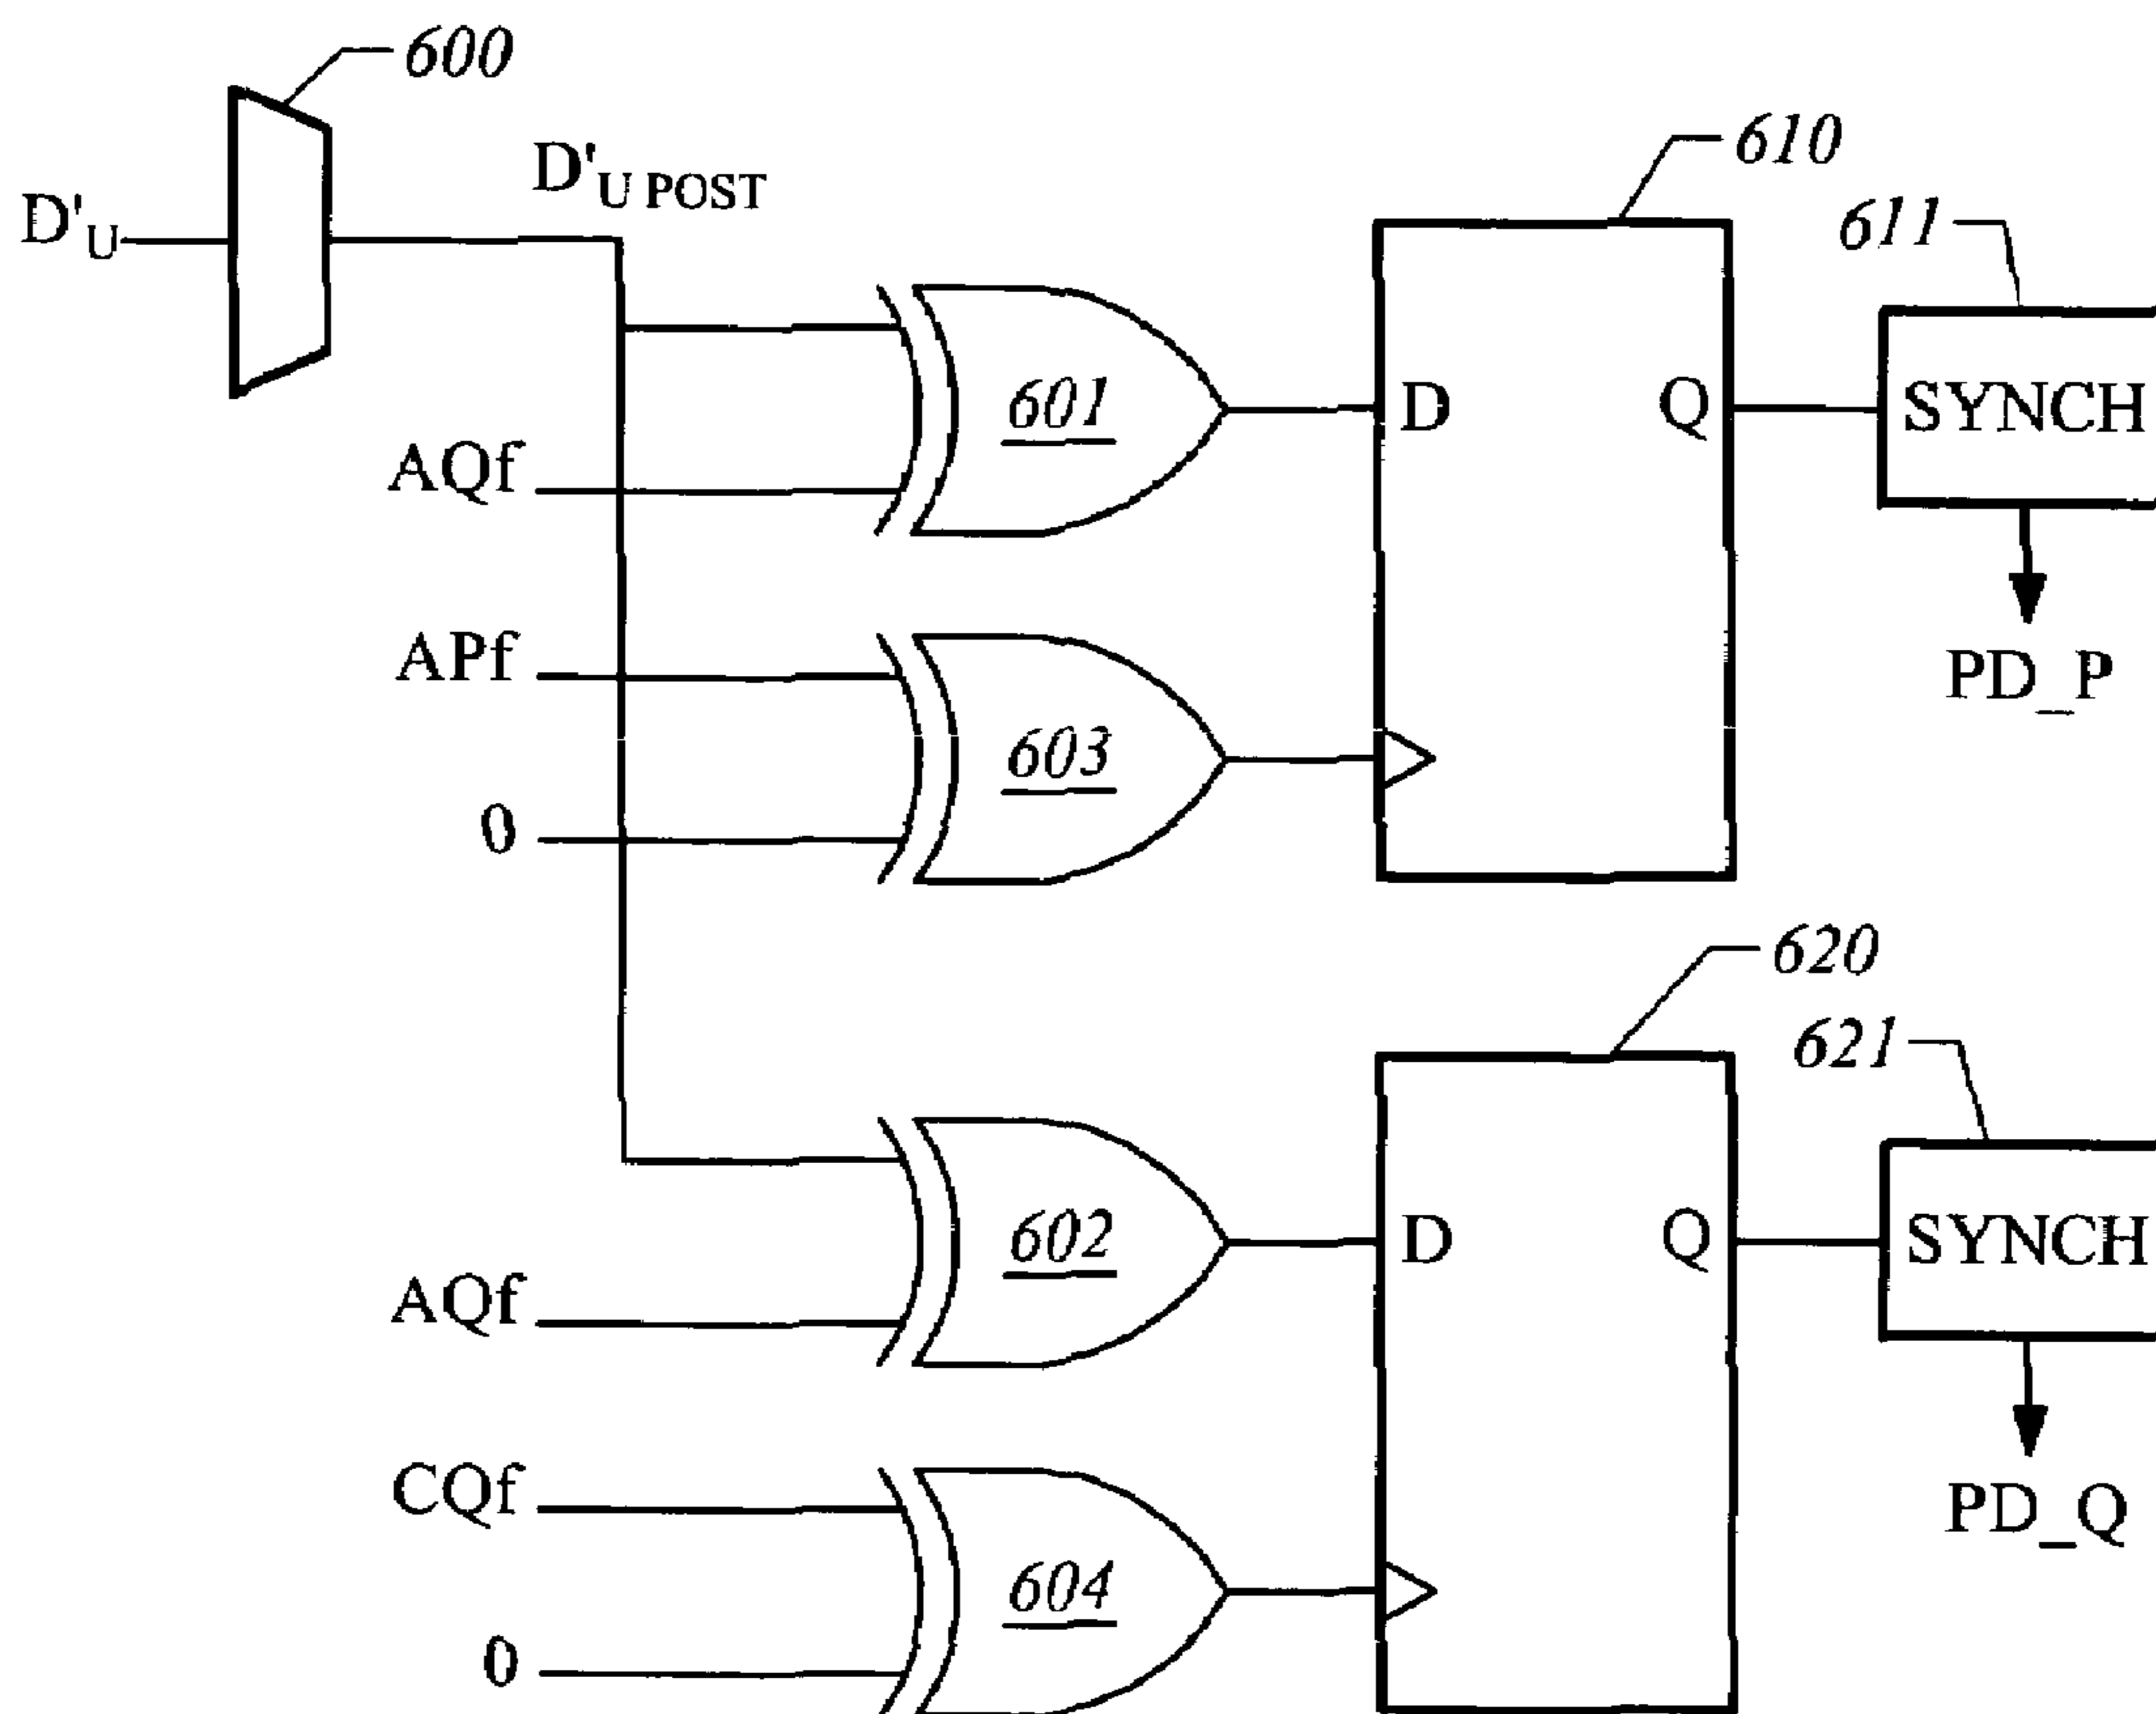 600
D'U
D'U POST
610
611
601
D
Q
SYNCH
AQf
PD_P
APf
603
0
620
621
602
D
Q
SYNCH
AQf
PD_Q
CQf
604
0